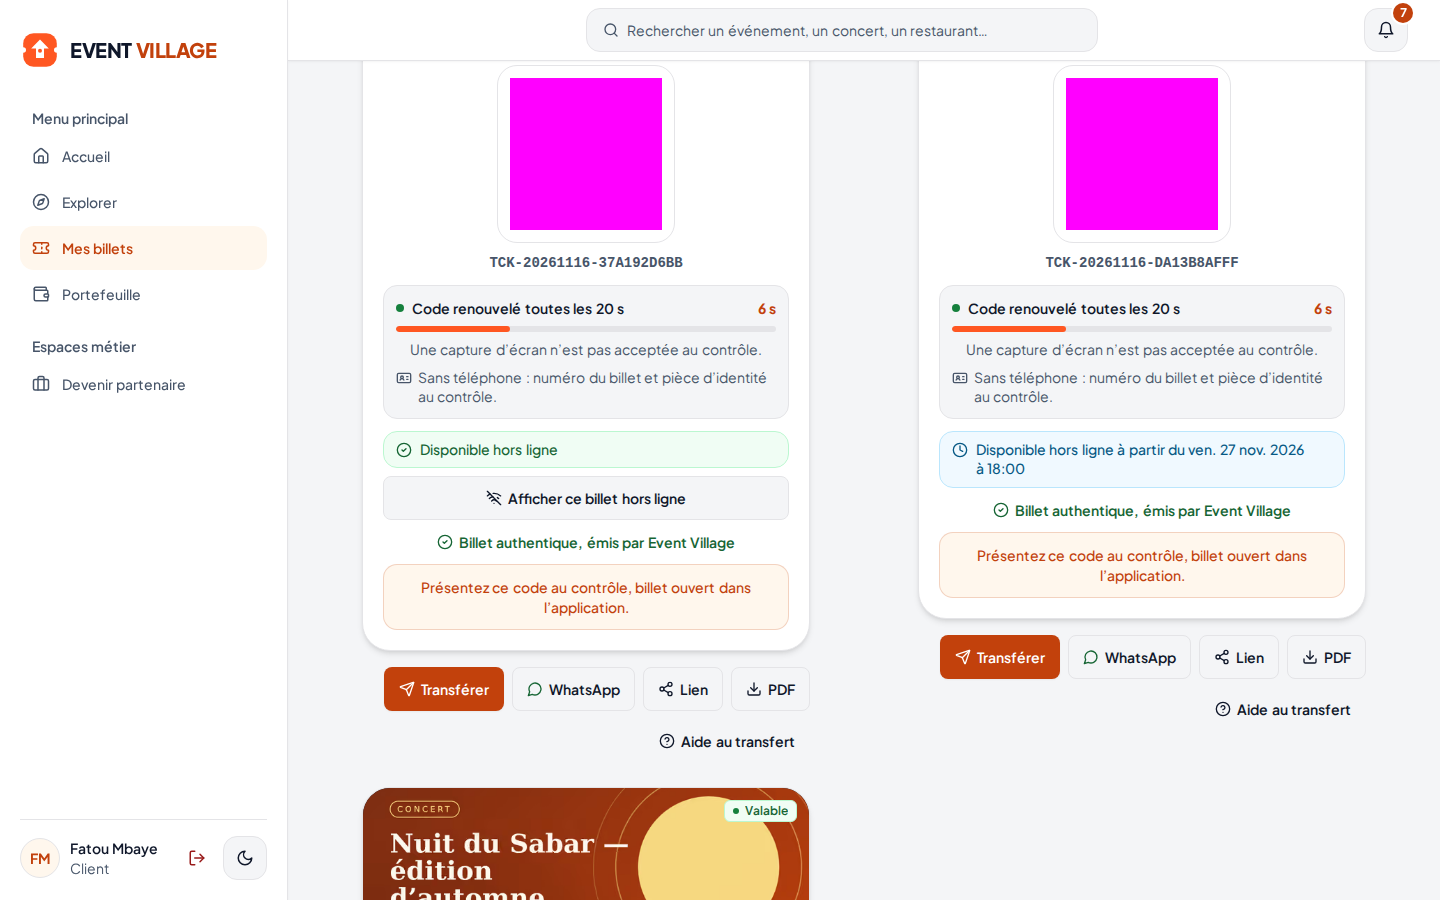 EVENT VILLAGE
Rechercher un événement, un concert, un restaurant…
7
Menu principal
Accueil
Explorer
Mes billets
Portefeuille
Espaces métier
Devenir partenaire
FM
Fatou Mbaye
Client
TCK-20261116-37A192D6BB
Code renouvelé toutes les 20 s
6 s
Une capture d’écran n’est pas acceptée au contrôle.
Sans téléphone : numéro du billet et pièce d’identité
au contrôle.
Disponible hors ligne
Afficher ce billet hors ligne
Billet authentique, émis par Event Village
Présentez ce code au contrôle, billet ouvert dans
l’application.
Transférer
WhatsApp
Lien
PDF
Aide au transfert
TCK-20261116-DA13B8AFFF
Code renouvelé toutes les 20 s
6 s
Une capture d’écran n’est pas acceptée au contrôle.
Sans téléphone : numéro du billet et pièce d’identité
au contrôle.
Disponible hors ligne à partir du ven. 27 nov. 2026
à 18:00
Billet authentique, émis par Event Village
Présentez ce code au contrôle, billet ouvert dans
l’application.
Transférer
WhatsApp
Lien
PDF
Aide au transfert
CONCERT
Valable
Nuit du Sabar —
édition
d’automne